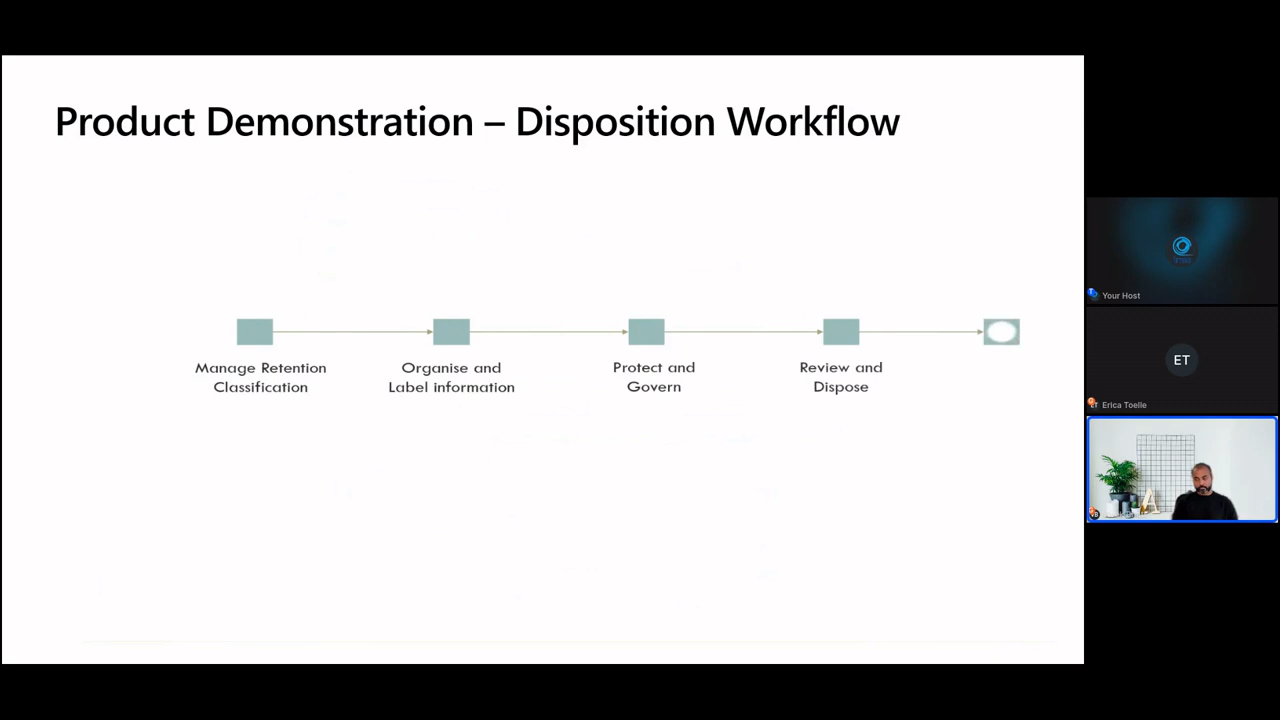 Product Demonstration – Disposition Workflow
Manage Retention
Classification
Organise and
Label information
Protect and
Govern
Review and
Dispose
Your Host
ET
Erica Toelle
A